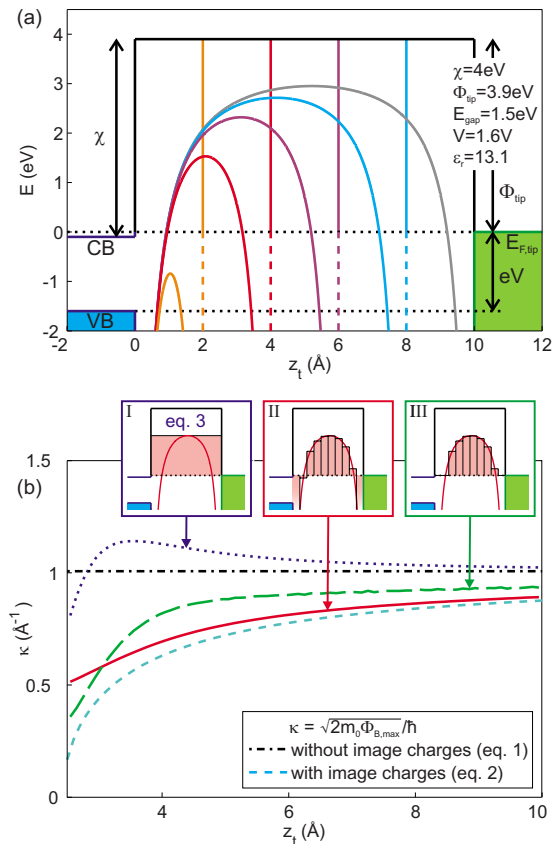 (a)
4
3
2
1
0
-1
-2
E (eV)
χ
CB
VB
χ=4eV
Φtip=3.9eV
Egap=1.5eV
V=1.6V
εr=13.1
Φtip
EF,tip
eV
-2 0 2 4 6 8 10 12
zt (Å)
(b)
I
eq. 3
II
III
1.5
1
0.5
0
κ (Å-1)
κ = √2m0ΦB,max/ħ
without image charges (eq. 1)
with image charges (eq. 2)
4 6 8 10
zt (Å)